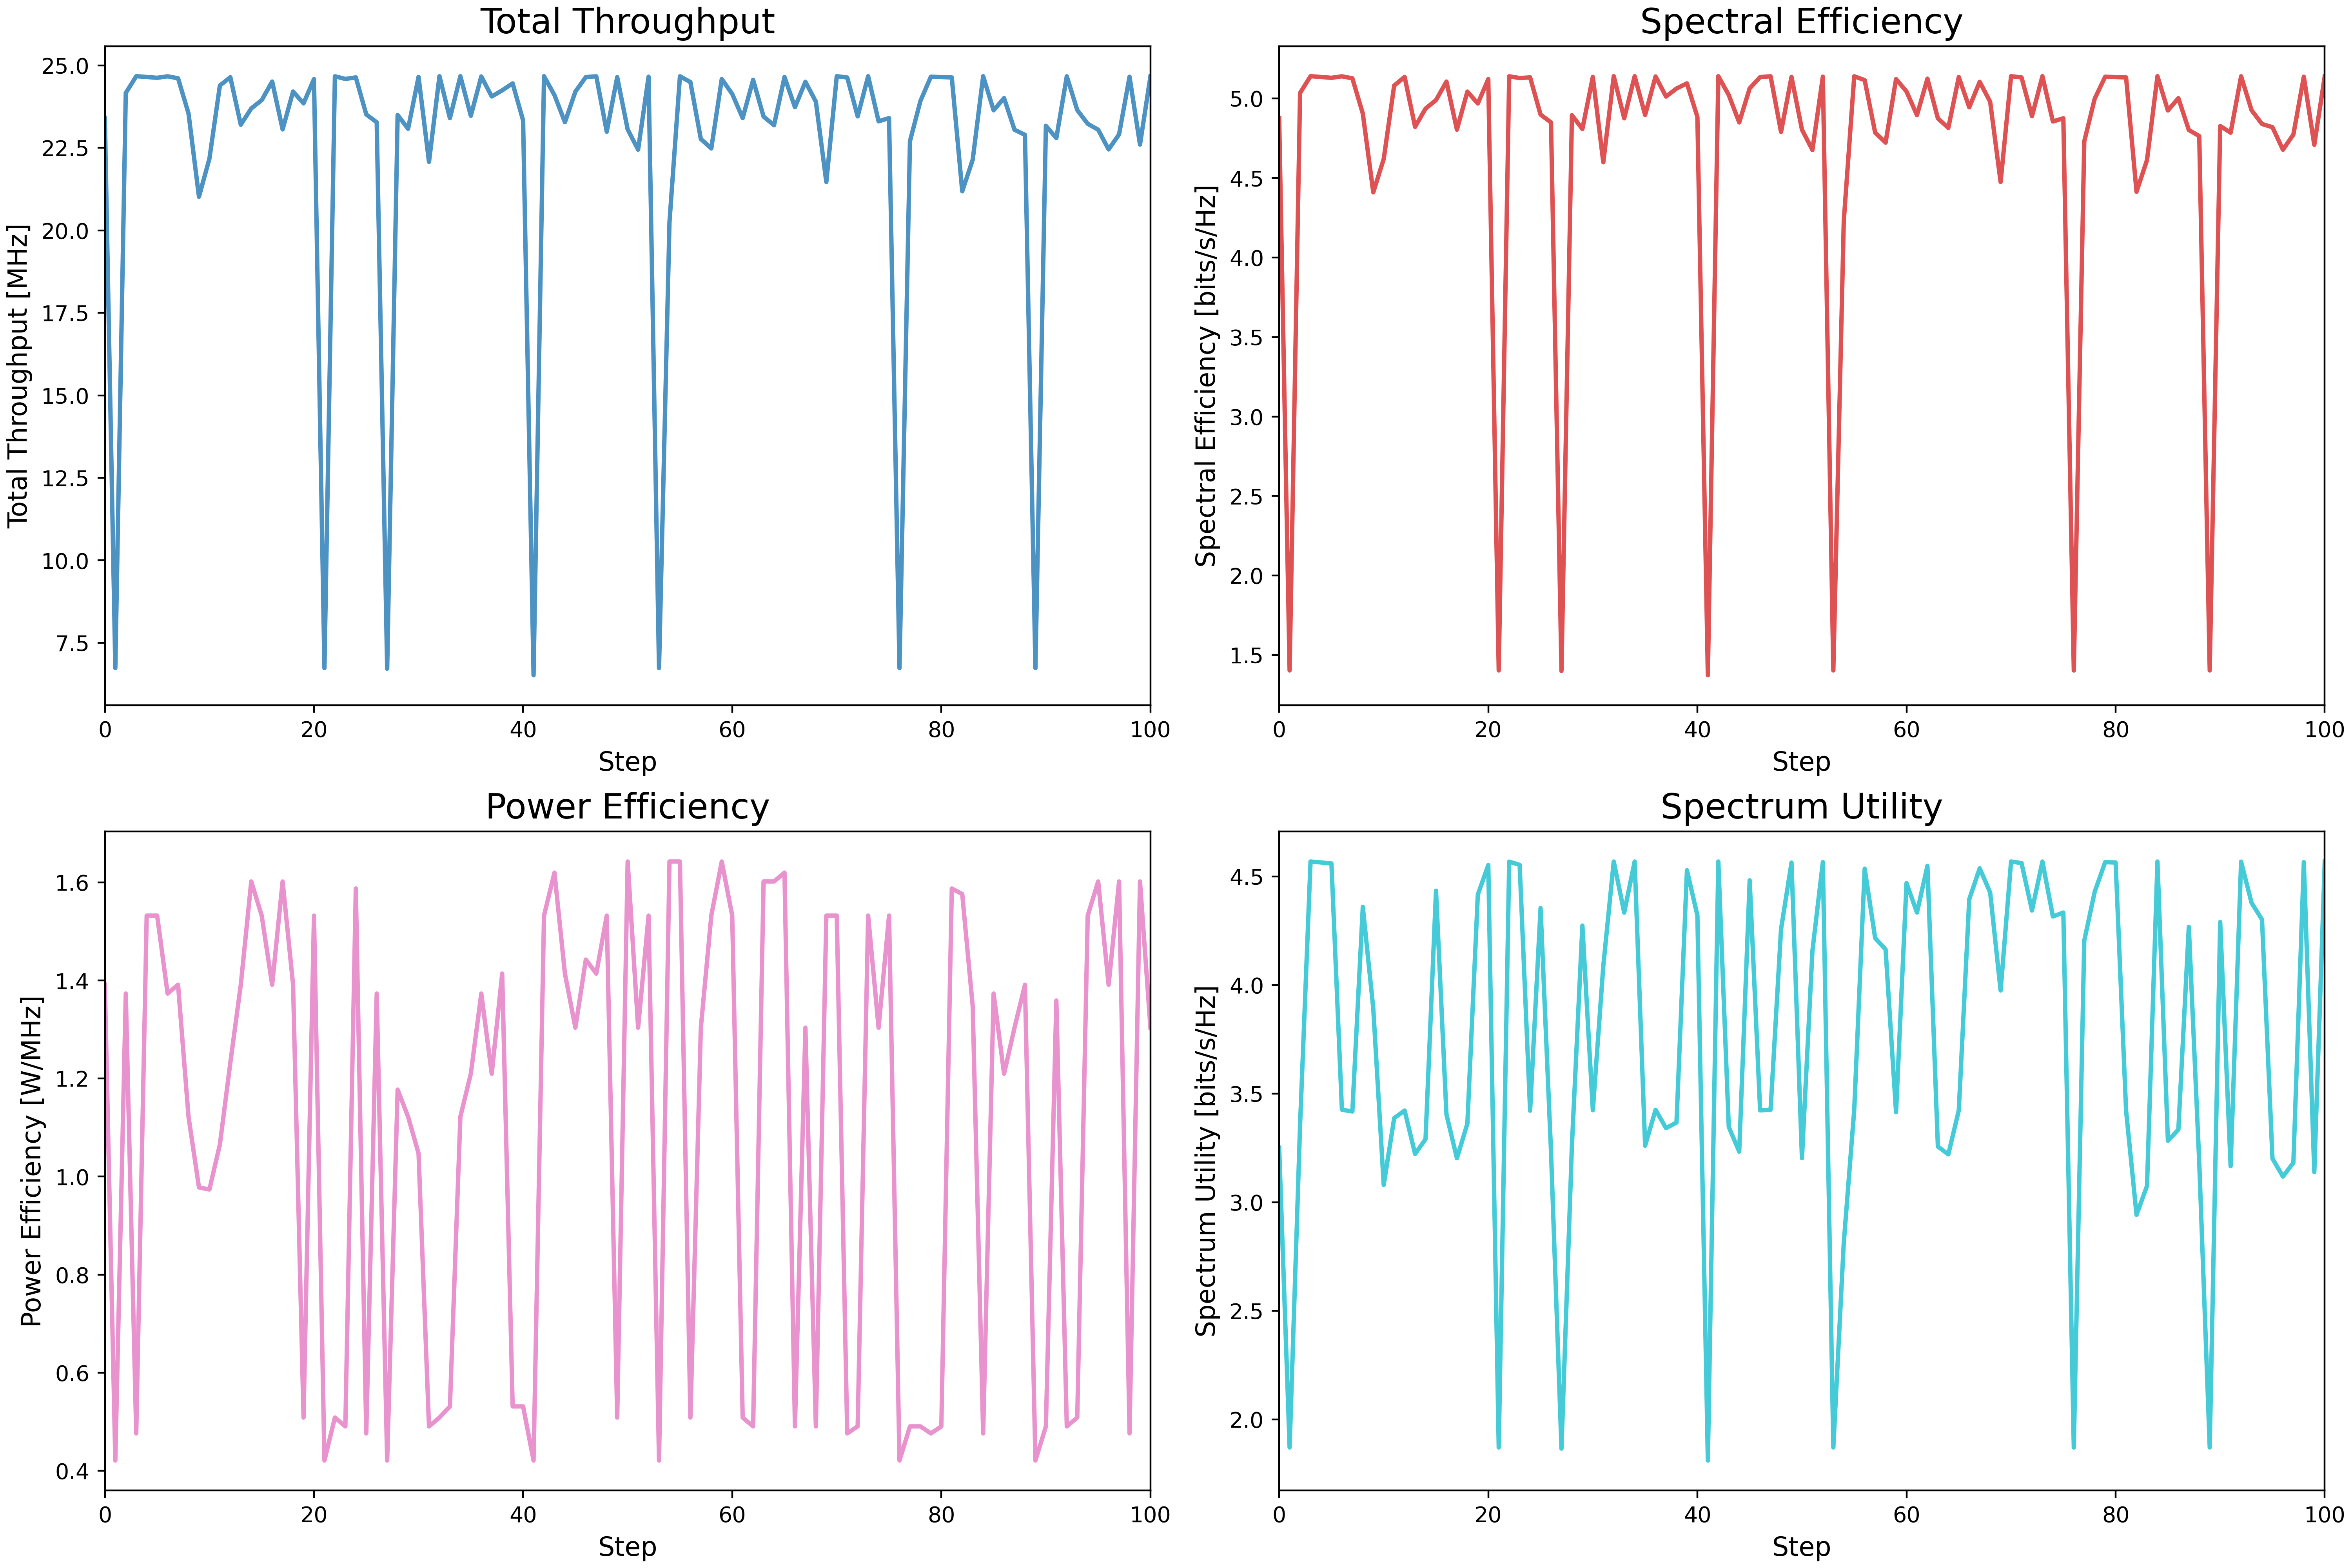 Total Throughput
Total Throughput [MHz]
25.0
22.5
20.0
17.5
15.0
12.5
10.0
7.5
0 20 40 60 80 100
Step
Spectral Efficiency
Spectral Efficiency [bits/s/Hz]
5.0
4.5
4.0
3.5
3.0
2.5
2.0
1.5
0 20 40 60 80 100
Step
Power Efficiency
Power Efficiency [W/MHz]
1.6
1.4
1.2
1.0
0.8
0.6
0.4
0 20 40 60 80 100
Step
Spectrum Utility
Spectrum Utility [bits/s/Hz]
4.5
4.0
3.5
3.0
2.5
2.0
0 20 40 60 80 100
Step